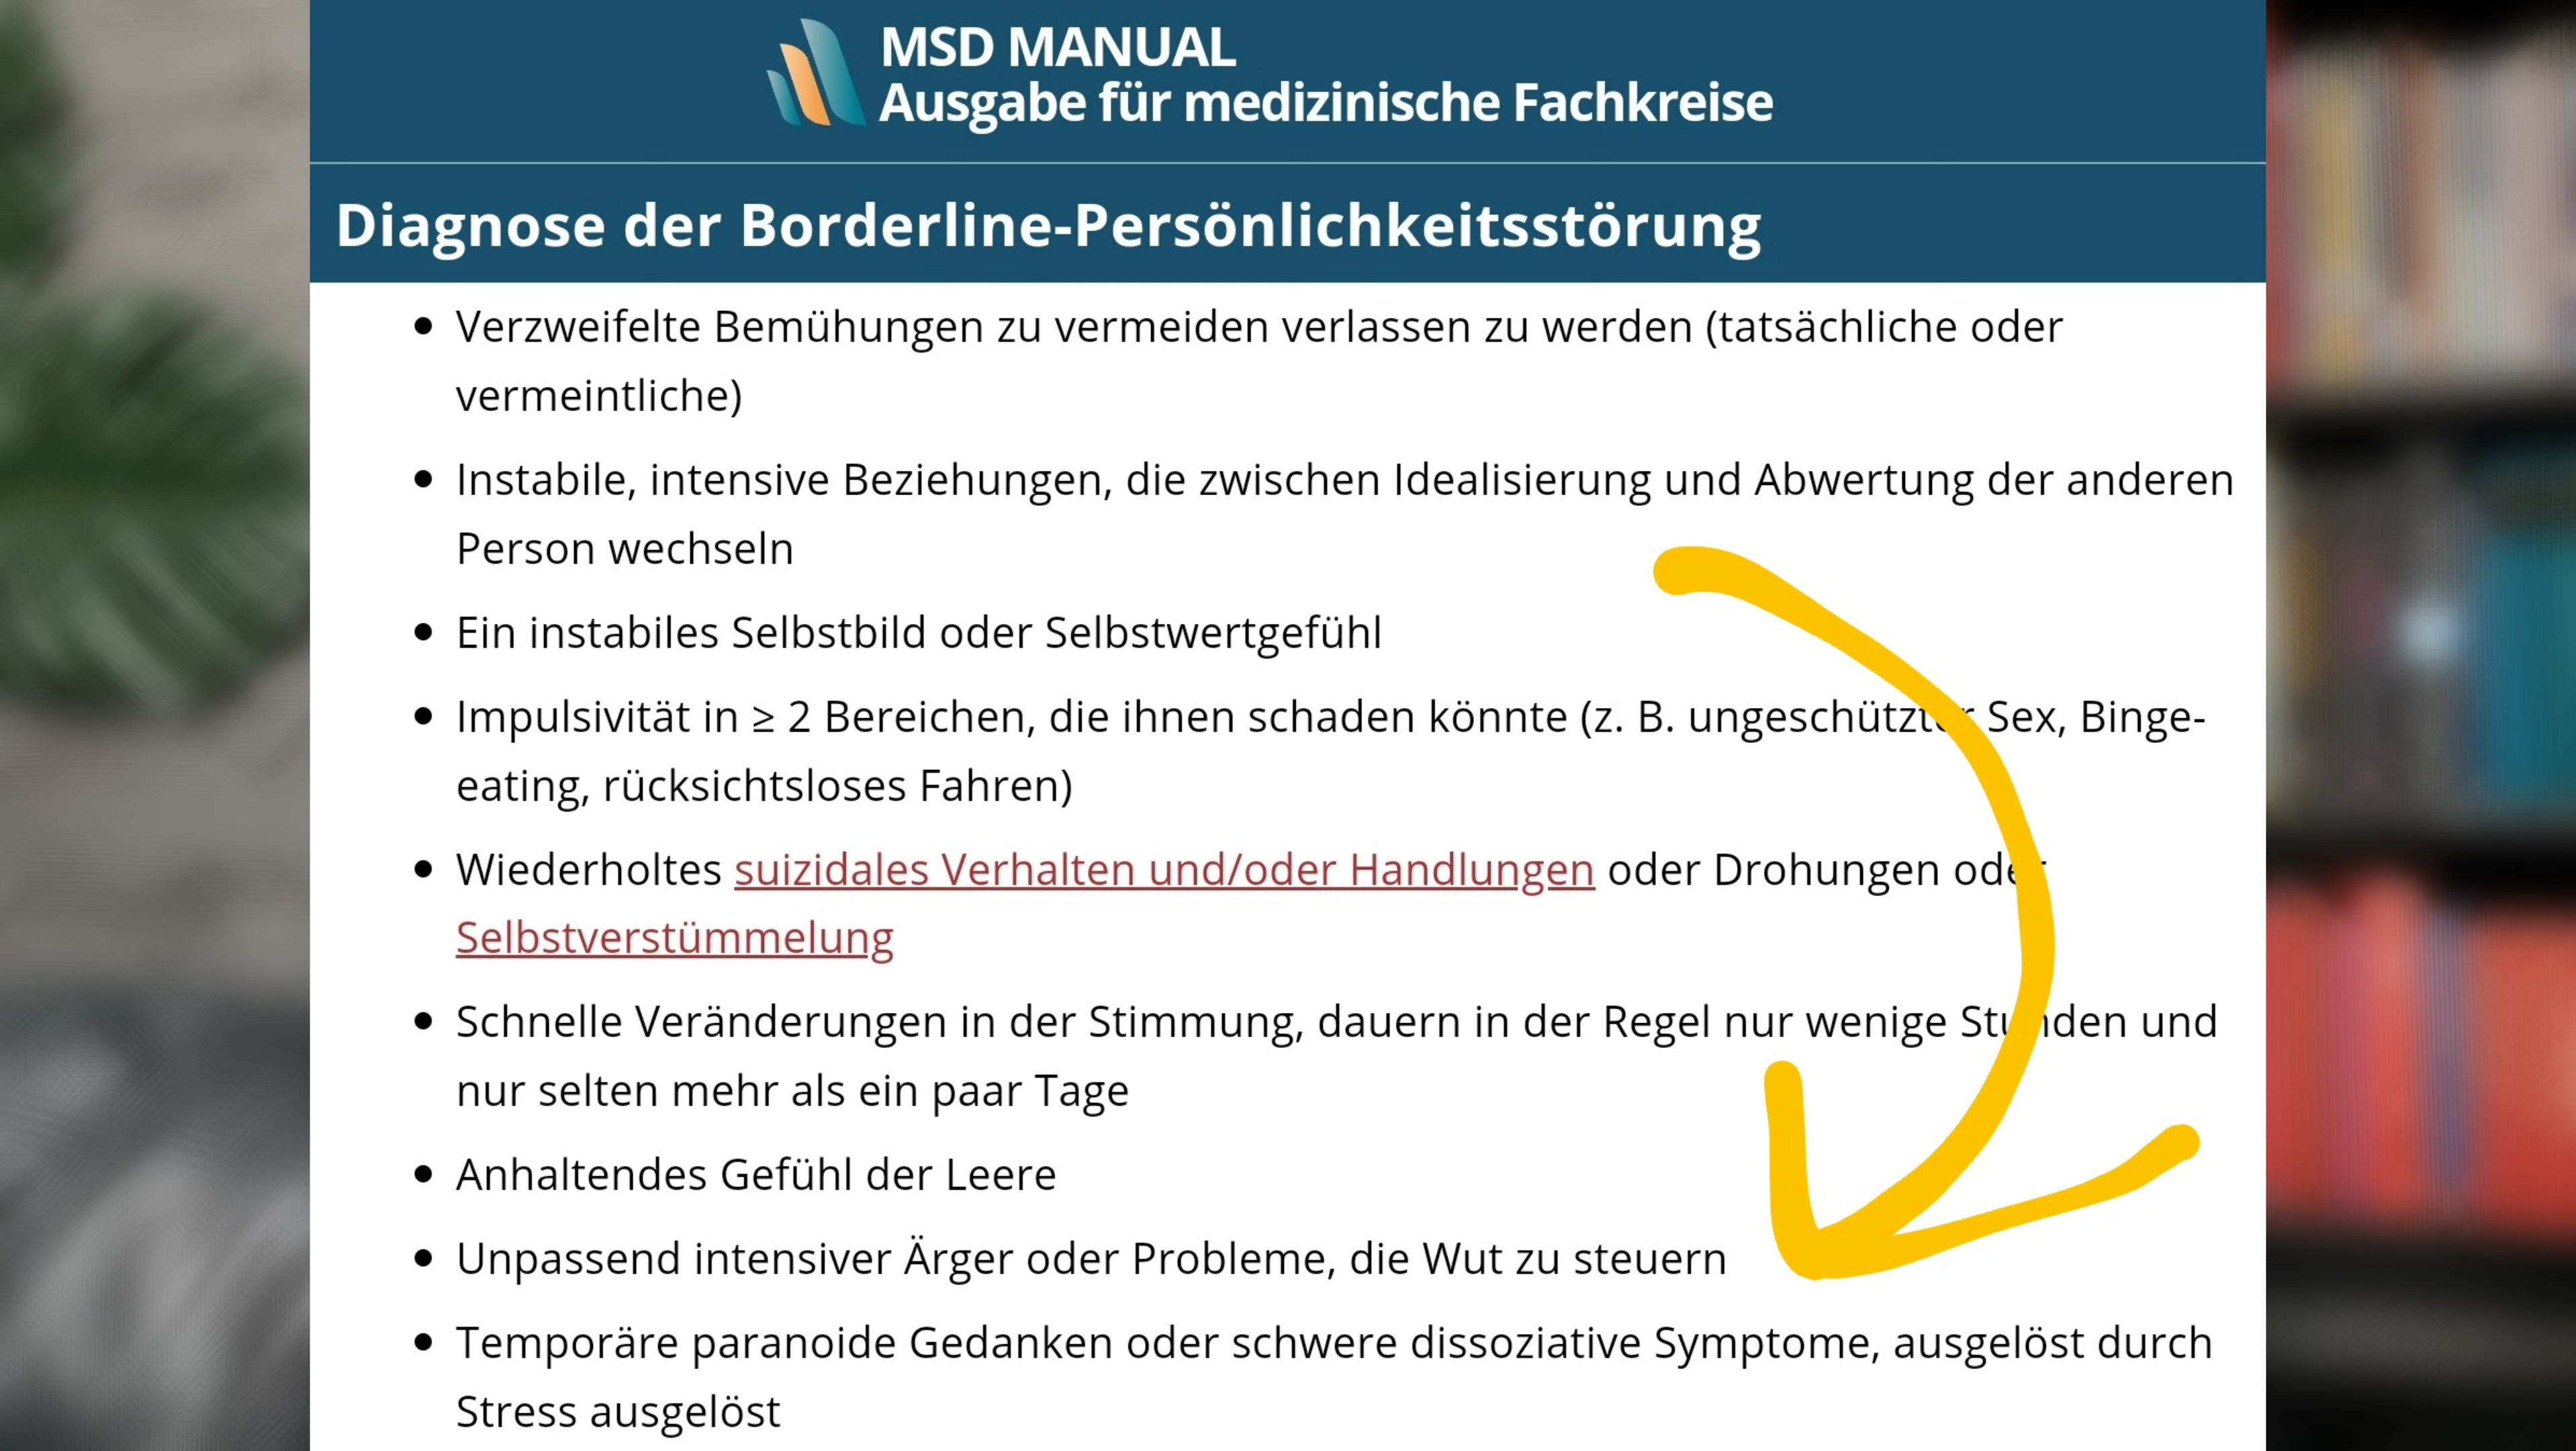 MSD MANUAL
Ausgabe für medizinische Fachkreise
Diagnose der Borderline-Persönlichkeitsstörung
• Verzweifelte Bemühungen zu vermeiden verlassen zu werden (tatsächliche oder
vermeintliche)
• Instabile, intensive Beziehungen, die zwischen Idealisierung und Abwertung der anderen
Person wechseln
• Ein instabiles Selbstbild oder Selbstwertgefühl
• Impulsivität in ≥ 2 Bereichen, die ihnen schaden könnte (z. B. ungeschützter Sex, Binge-
eating, rücksichtsloses Fahren)
• Wiederholtes suizidales Verhalten und/oder Handlungen oder Drohungen oder
Selbstverstümmelung
• Schnelle Veränderungen in der Stimmung, dauern in der Regel nur wenige Stunden und
nur selten mehr als ein paar Tage
• Anhaltendes Gefühl der Leere
• Unpassend intensiver Ärger oder Probleme, die Wut zu steuern
• Temporäre paranoide Gedanken oder schwere dissoziative Symptome, ausgelöst durch
Stress ausgelöst